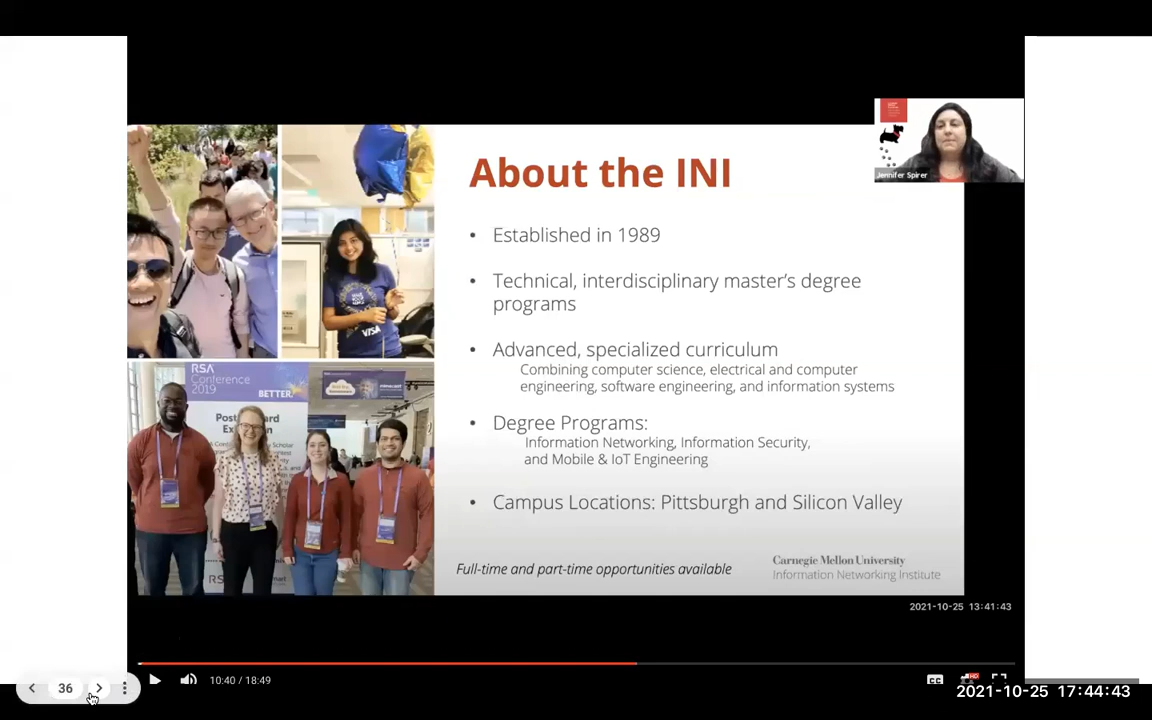 About the INI
Jennifer Spirer
• Established in 1989
• Technical, interdisciplinary master's degree
programs
• Advanced, specialized curriculum
Combining computer science, electrical and computer
engineering, software engineering, and information systems
• Degree Programs:
Information Networking, Information Security,
and Mobile & IoT Engineering
• Campus Locations: Pittsburgh and Silicon Valley
Full-time and part-time opportunities available
Carnegie Mellon University
Information Networking Institute
VISA
RSA
Conference
2019
BETTER.
RS
2021-10-25 13:41:43
36
10:40 / 18:49
CC
HD
2021-10-25 17:44:43